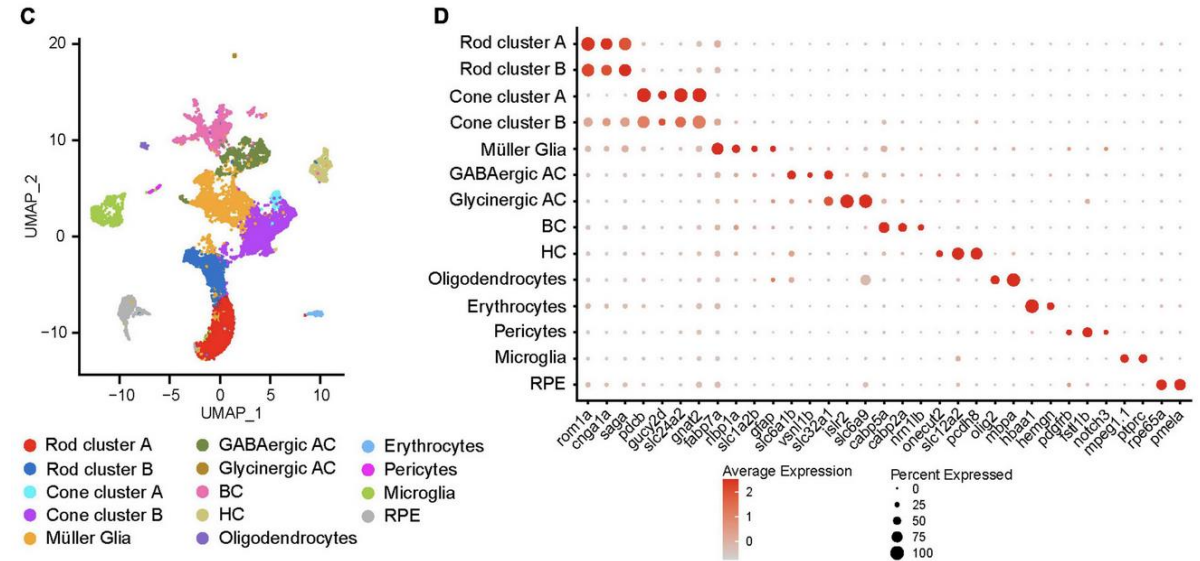 C
20
10
0
−10
UMAP_2
−10 −5 0 5 10
UMAP_1
Rod cluster A
Rod cluster B
Cone cluster A
Cone cluster B
Müller Glia
GABAergic AC
Glycinergic AC
BC
HC
Oligodendrocytes
Erythrocytes
Pericytes
Microglia
RPE
D
Rod cluster A
Rod cluster B
Cone cluster A
Cone cluster B
Müller Glia
GABAergic AC
Glycinergic AC
BC
HC
Oligodendrocytes
Erythrocytes
Pericytes
Microglia
RPE
rom1a
cnga1a
saga
pdcb
gucy2d
slc24a2
gnat2
fabp7a
rlbp1a
slc1a2b
gfap
slc6a1b
vshl1b
slc32a1
slr2
slc6a9
cabp5a
cabp2a
nrn1lb
onecut2
slc12a2
pcdh8
olig2
mbpa
hbaa1
hemgn
pdgfrb
fstl1b
notch3
mpeg1.1
ptprc
rpe65a
pmela
Average Expression
2
1
0
Percent Expressed
0
25
50
75
100